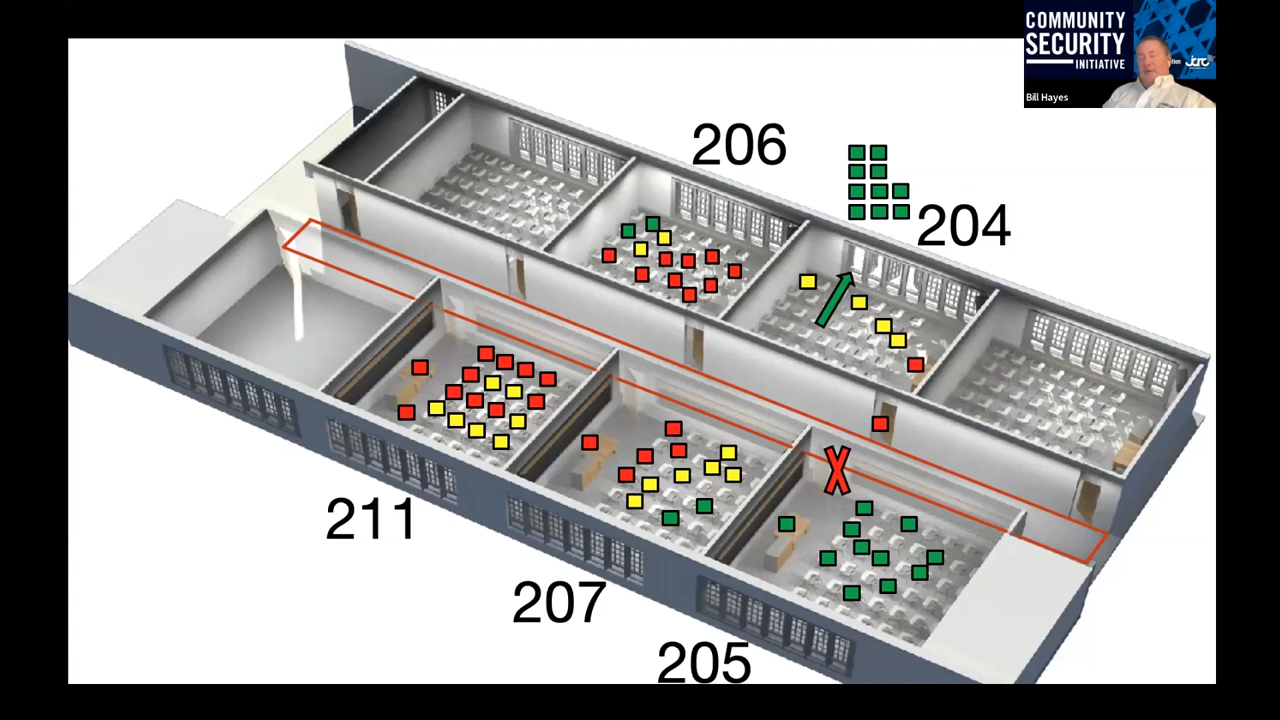 COMMUNITY
SECURITY
INITIATIVE
Bill Hayes
206
204
211
207
205